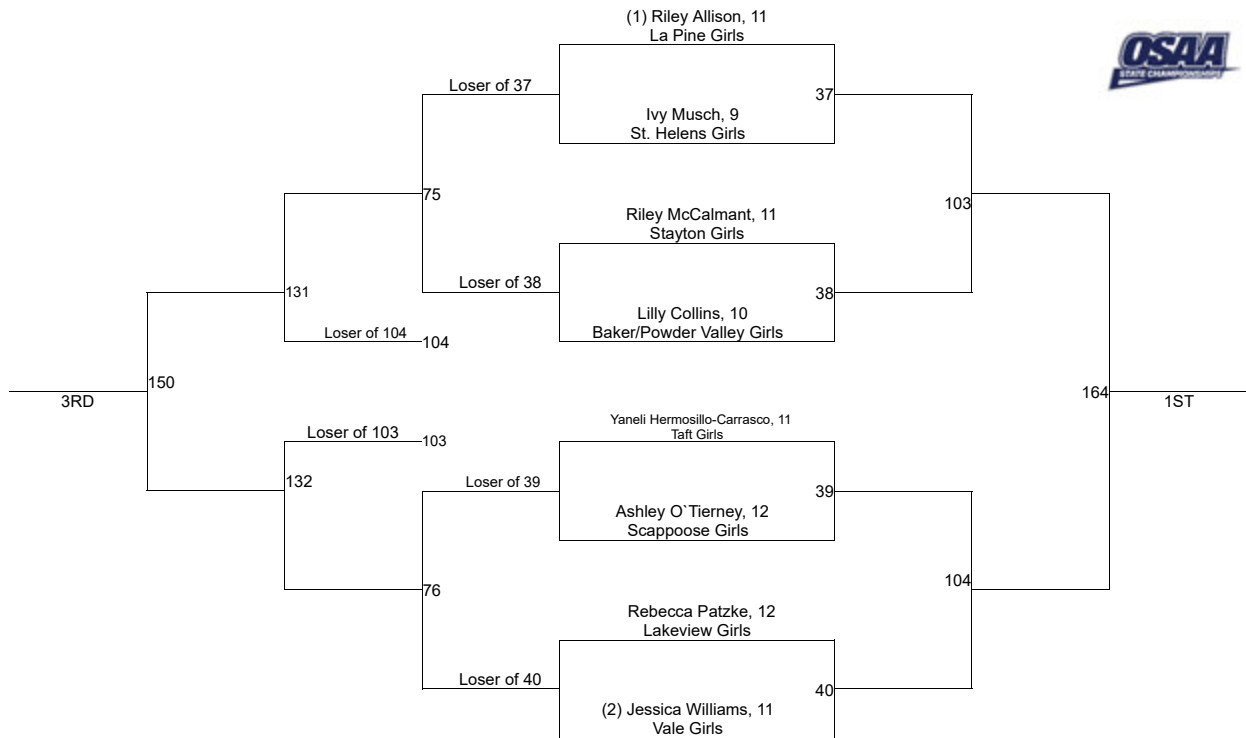 (1) Riley Allison, 11
La Pine Girls
OSAA
STATE CHAMPIONSHIPS
Loser of 37
37
Ivy Musch, 9
St. Helens Girls
75
103
Riley McCalmant, 11
Stayton Girls
Loser of 38
38
131
Lilly Collins, 10
Baker/Powder Valley Girls
Loser of 104
104
150
3RD
164
1ST
Yaneli Hermosillo-Carrasco, 11
Taft Girls
Loser of 103
103
132
Loser of 39
39
Ashley O`Tierney, 12
Scappoose Girls
76
104
Rebecca Patzke, 12
Lakeview Girls
Loser of 40
40
(2) Jessica Williams, 11
Vale Girls